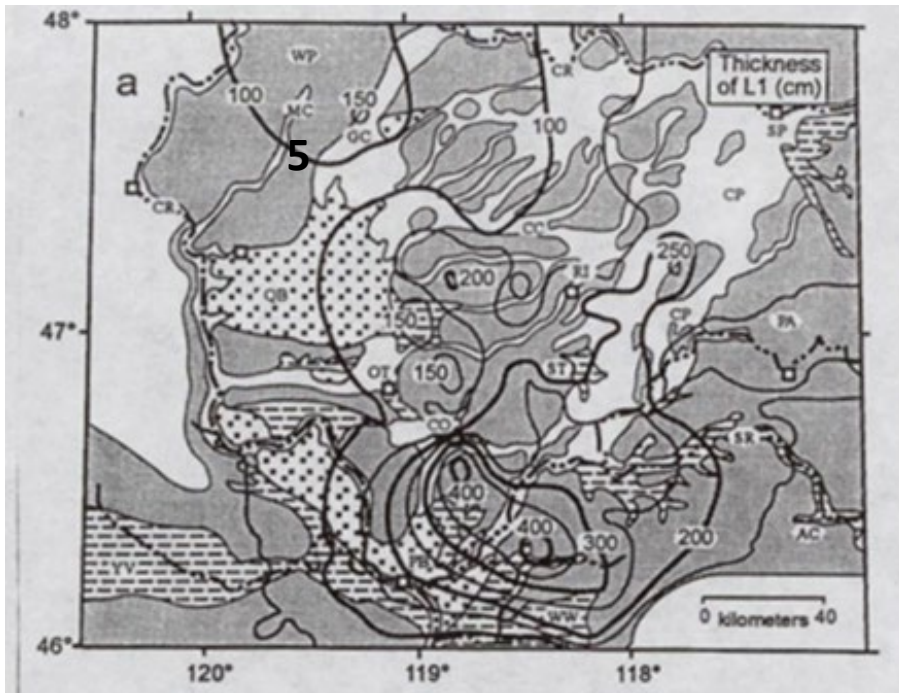 48°
a
WP
CR
Thickness
of L1 (cm)
100
MC
150
GC
100
SP
5
CR
CP
CC
250
200
RI
QB
47°
150
CP
PA
OT
150
ST
CO
SR
400
400
300
200
AC
YV
WW
0 kilometers 40
46°
120°
119°
118°